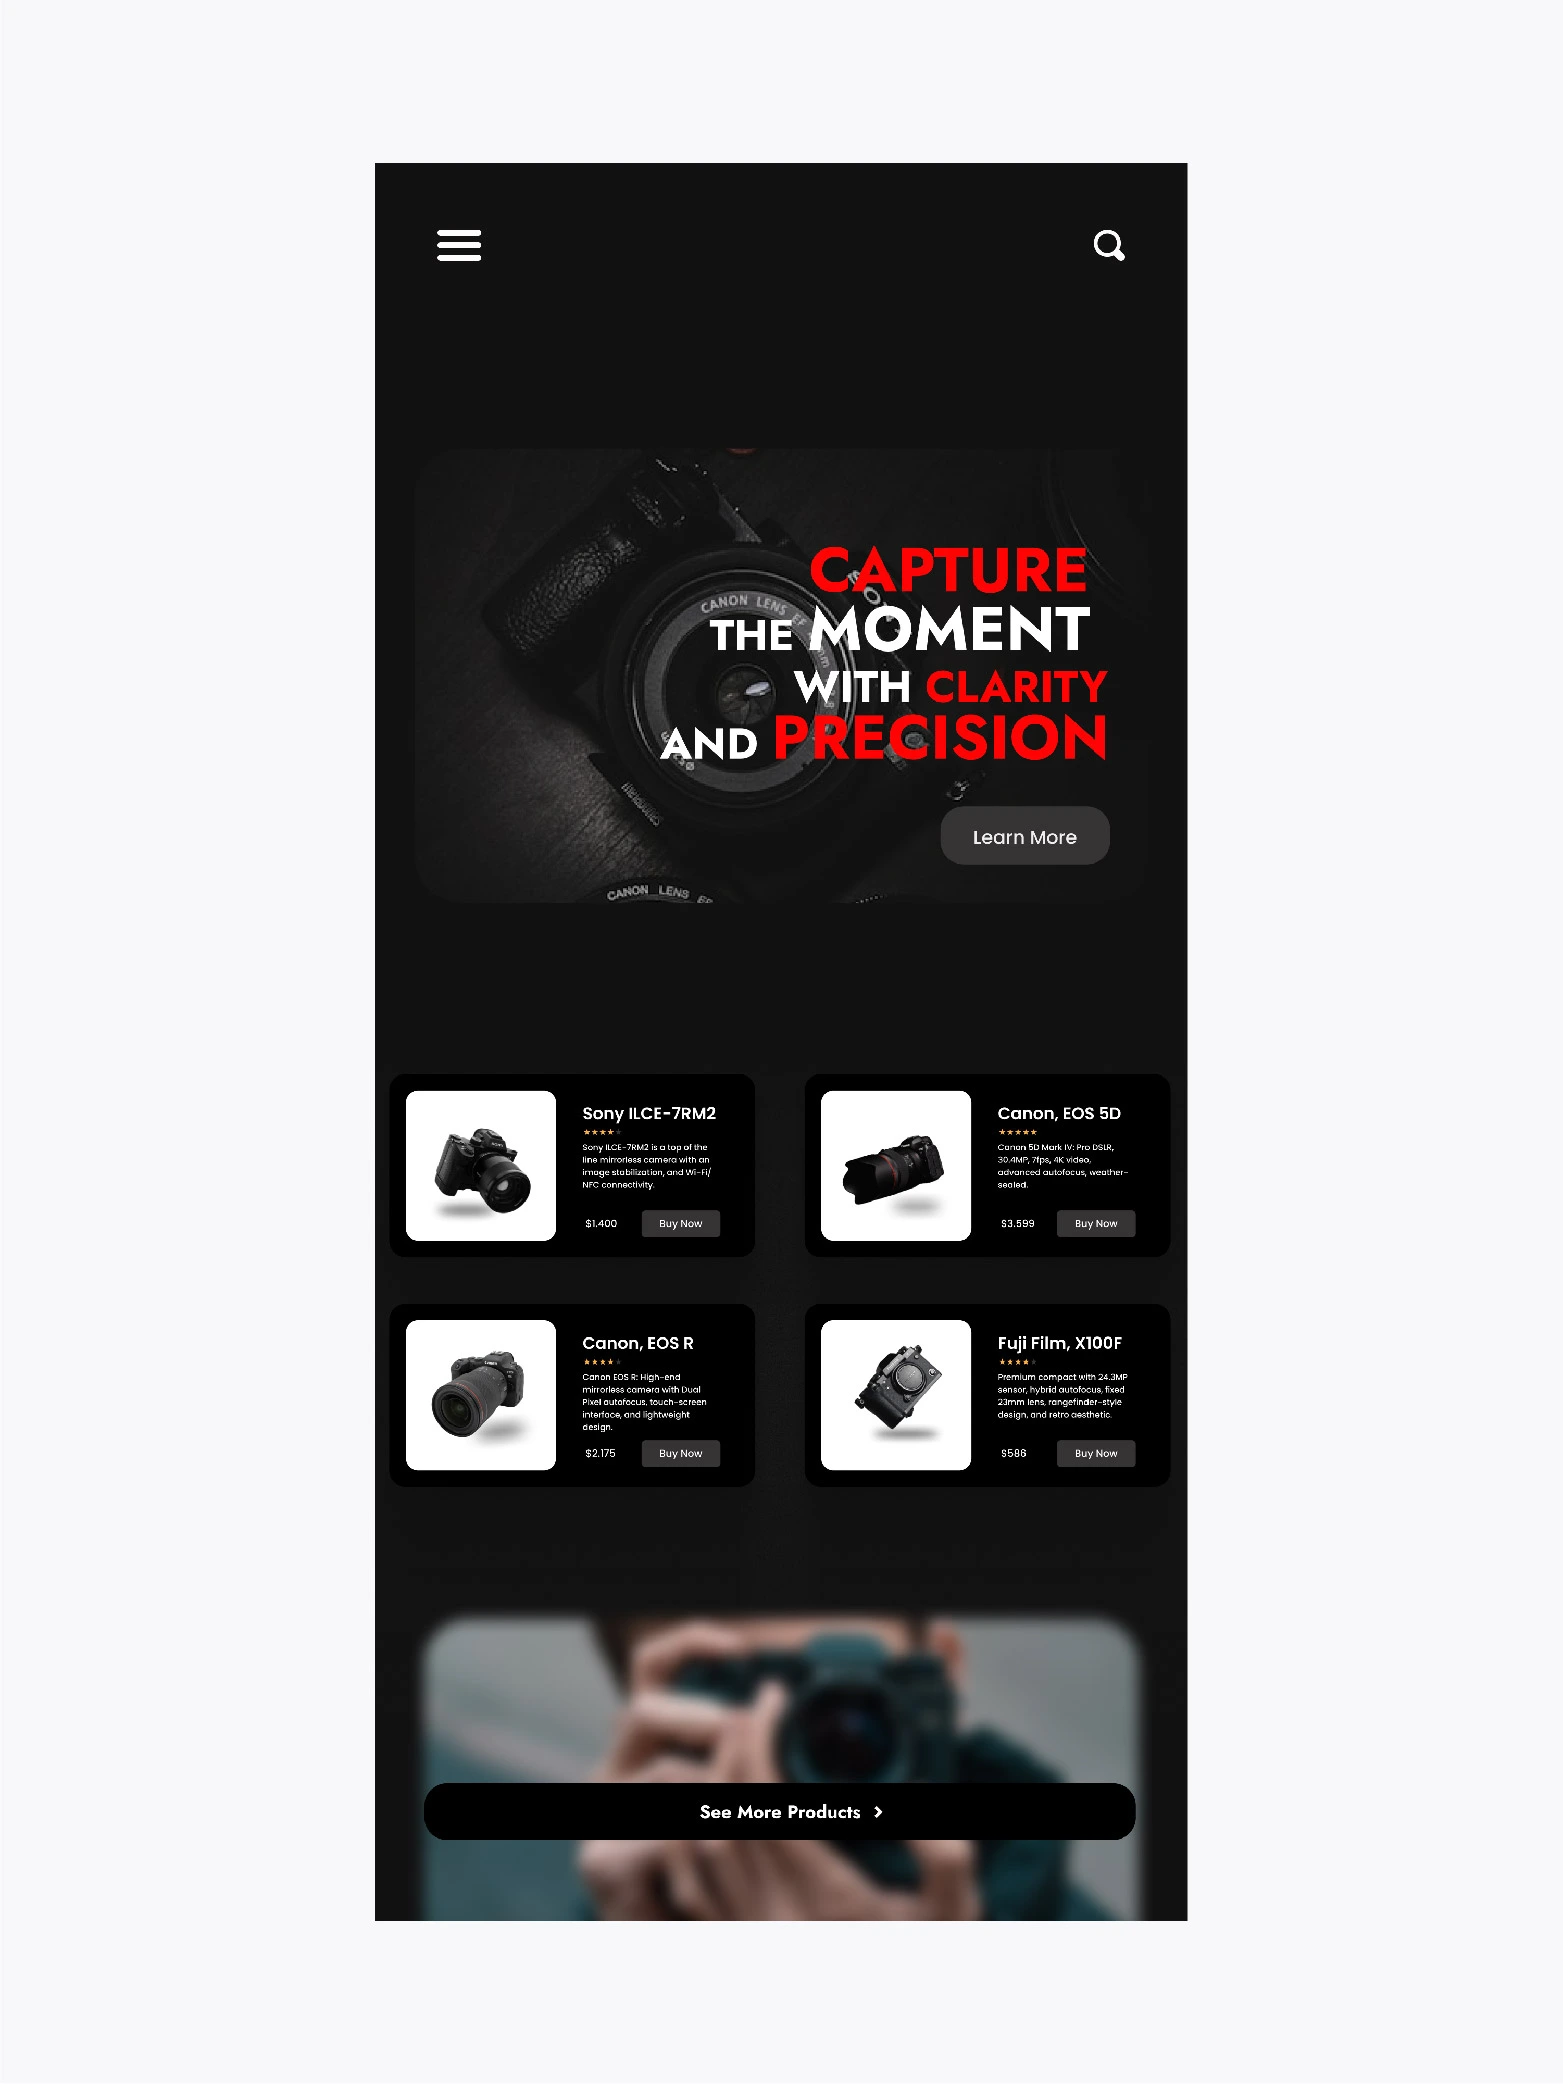 CAPTURE
THE MOMENT
WITH CLARITY
AND PRECISION
CANON LENS EF
Learn More
CANON LENS
Sony ILCE-7RM2
Sony ILCE-7RM2 is a top of the
line mirrorless camera with an
image stabilization, and Wi-Fi/
NFC connectivity.
$1.400
Buy Now
Canon, EOS 5D
Canon 5D Mark IV: Pro DSLR,
30.4MP, 7fps, 4K video,
advanced autofocus, weather-
sealed.
$3.599
Buy Now
Canon, EOS R
Canon EOS R: High-end
mirrorless camera with Dual
Pixel autofocus, touch-screen
interface, and lightweight
design.
$2.175
Buy Now
Fuji Film, X100F
Premium compact with 24.3MP
sensor, hybrid autofocus, fixed
23mm lens, rangefinder-style
design, and retro aesthetic.
$586
Buy Now
See More Products